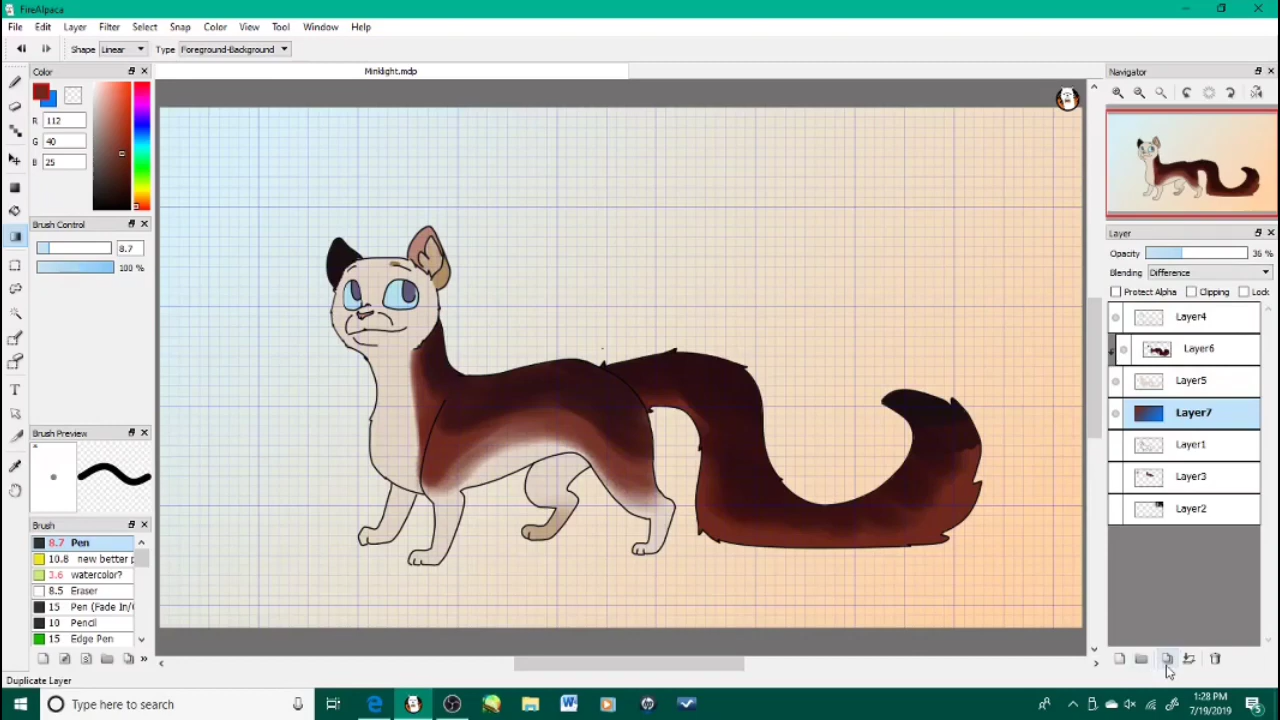 FireAlpaca
File Edit Layer Filter Select Snap Color View Tool Window Help
Shape Linear Type Foreground-Background
Color
Minklight.mdp
Navigator
R 112
G 40
B 25
Brush Control
8.7
100 %
Layer
Opacity 36 %
Blending Difference
Protect Alpha Clipping Lock
Layer4
Layer6
Layer5
Layer7
Layer1
Layer3
Layer2
Brush Preview
Brush
8.7 Pen
10.8 new better p
3.6 watercolor?
8.5 Eraser
15 Pen (Fade In/
10 Pencil
15 Edge Pen
Duplicate Layer
Type here to search
1:28 PM
7/19/2019